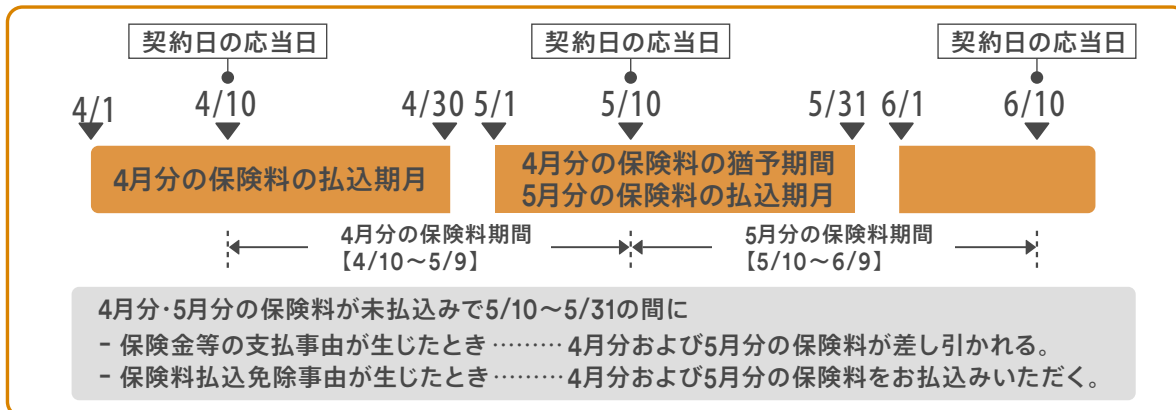 契約日の応当日 契約日の応当日 契約日の応当日
4/1 4/10 4/30 5/1 5/10 5/31 6/1 6/10
4月分の保険料の払込期月
4月分の保険料の猶予期間
5月分の保険料の払込期月
4月分の保険料期間
【4/10～5/9】
5月分の保険料期間
【5/10～6/9】
4月分・5月分の保険料が未払込みで5/10～5/31の間に
- 保険金等の支払事由が生じたとき……… 4月分および5月分の保険料が差し引かれる。
- 保険料払込免除事由が生じたとき……… 4月分および5月分の保険料をお払込みいただく。